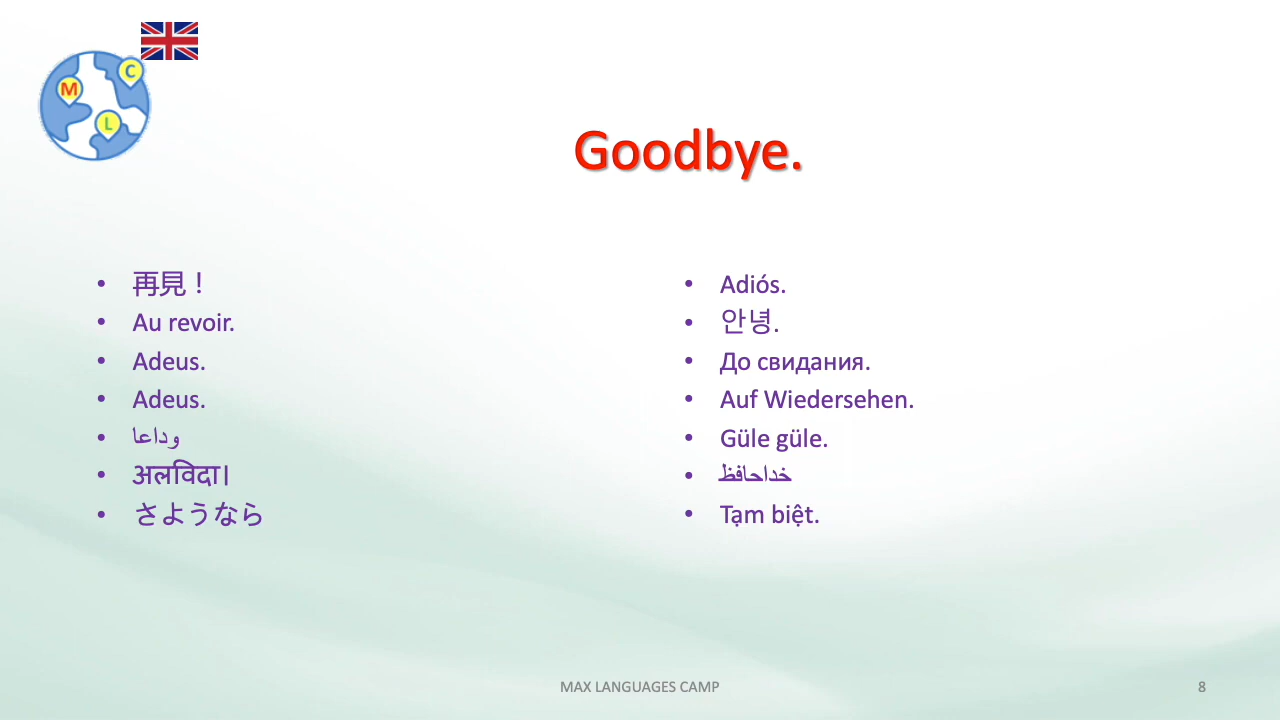 C
M
L
Goodbye.
• 再見！
• Au revoir.
• Adeus.
• Adeus.
• وداعا
• अलविदा।
• さようなら
• Adiós.
• 안녕.
• До свидания.
• Auf Wiedersehen.
• Güle güle.
• خداحافظ
• Tạm biệt.
MAX LANGUAGES CAMP
8